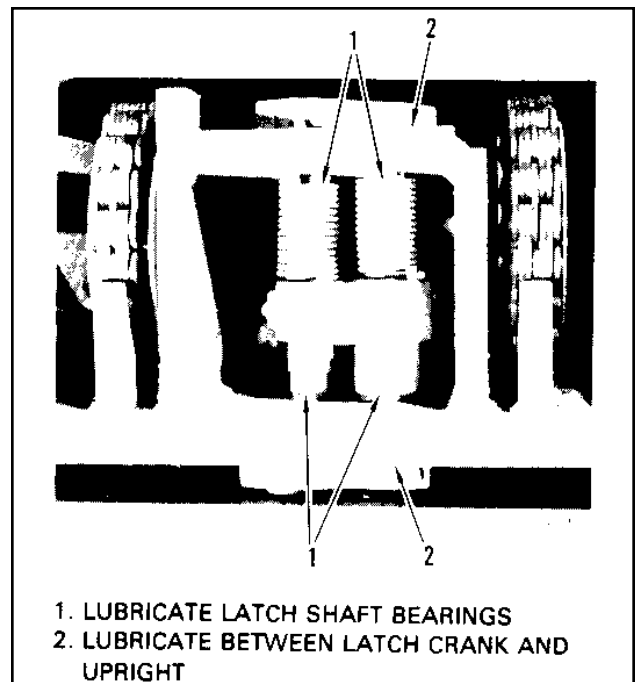 1
2
1
2
1. LUBRICATE LATCH SHAFT BEARINGS
2. LUBRICATE BETWEEN LATCH CRANK AND
UPRIGHT